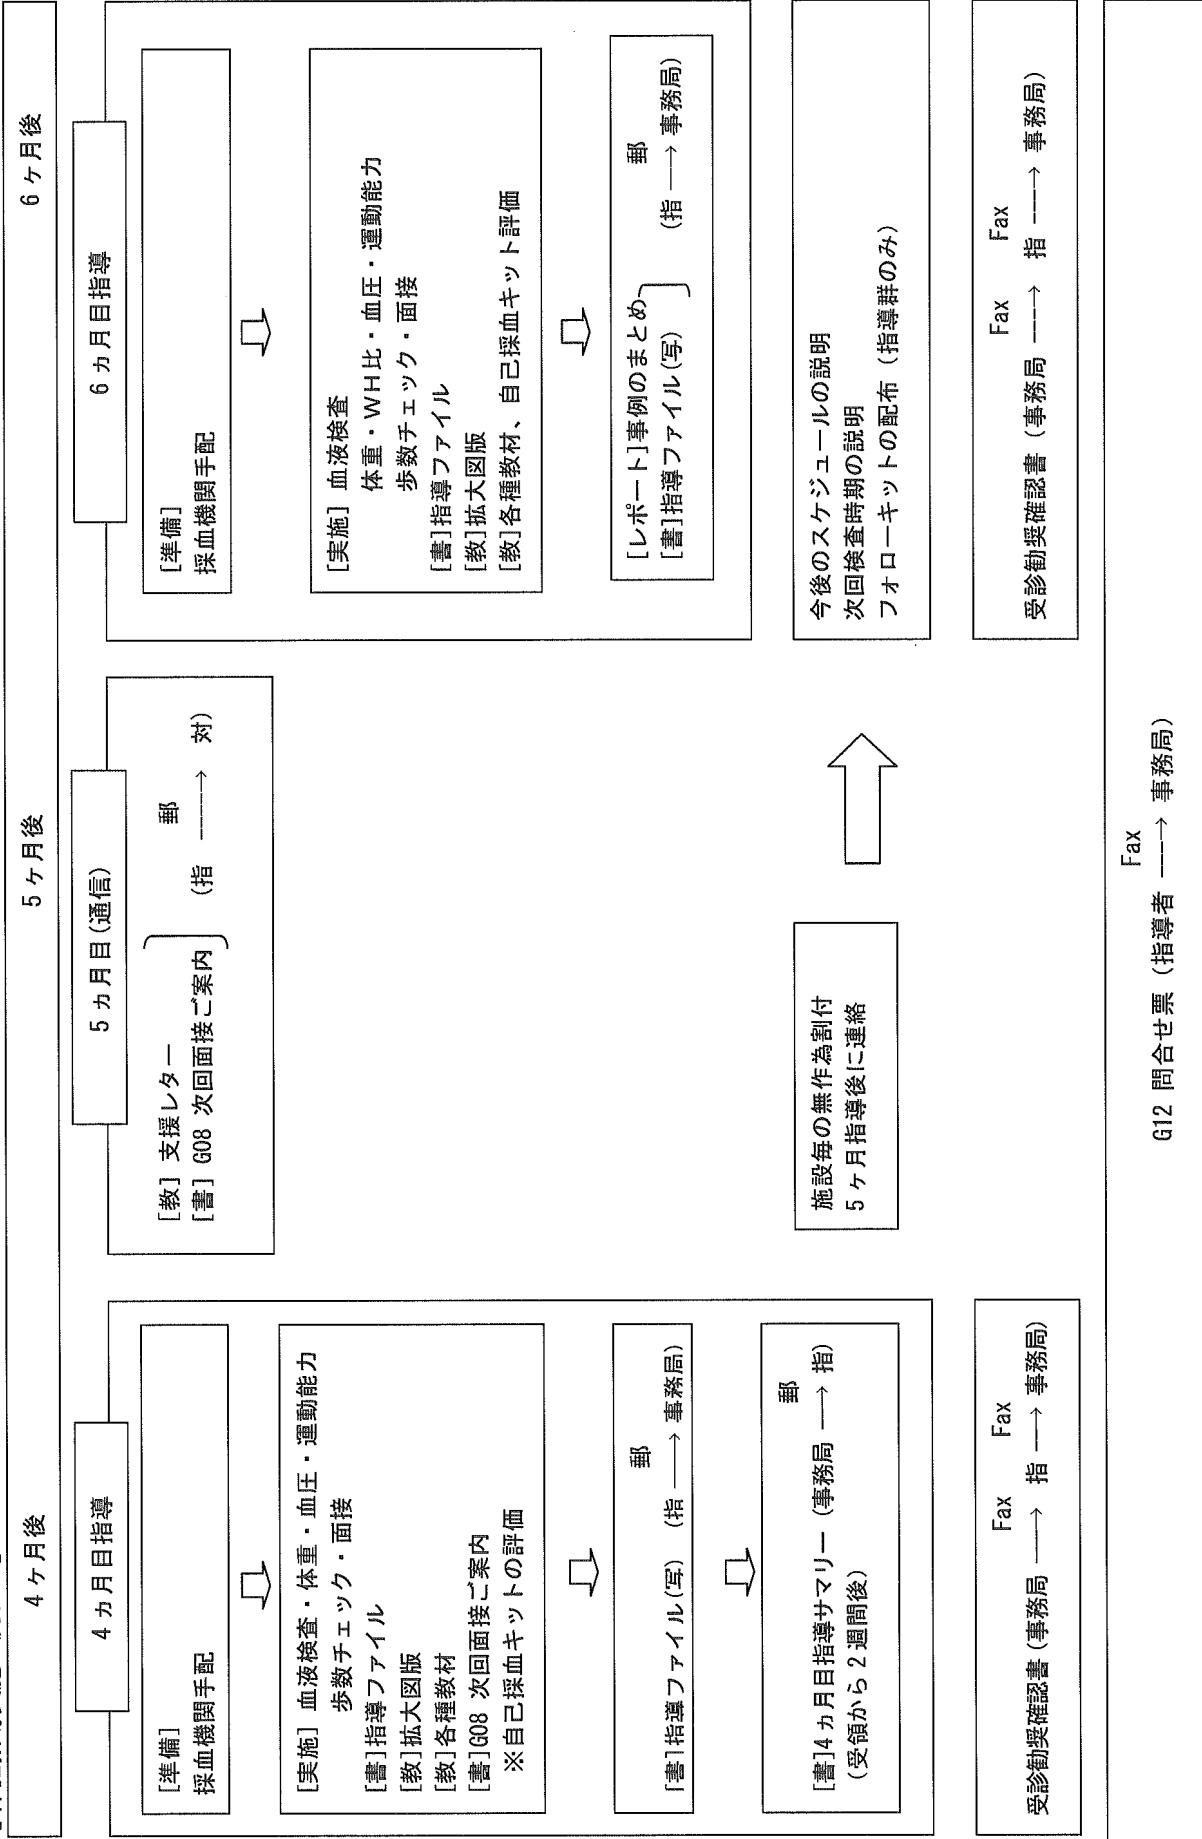 4ヶ月後
5ヶ月後
6ヶ月後
4ヵ月目指導
[準備]
採血機関手配
[実施] 血液検査・体重・血圧・運動能力
歩数チェック・面接
[書]指導ファイル
[教]拡大図版
[教]各種教材
[書]G08 次回面接ご案内
※自己採血キットの評価
郵
[書]指導ファイル(写) (指 → 事務局)
郵
[書]4ヵ月目指導サマリー (事務局 → 指)
(受領から2週間後)
Fax Fax
受診勧奨確認書(事務局 → 指 → 事務局)
5ヵ月目(通信)
[教] 支援レター
[書] G08 次回面接ご案内
郵
(指 → 対)
施設毎の無作為割付
5ヶ月指導後に連絡
6ヵ月目指導
[準備]
採血機関手配
[実施] 血液検査
体重・WH比・血圧・運動能力
歩数チェック・面接
[書]指導ファイル
[教]拡大図版
[教]各種教材、自己採血キット評価
[レポート]事例のまとめ
[書]指導ファイル(写)
郵
(指 → 事務局)
今後のスケジュールの説明
次回検査時期の説明
フォローキットの配布 (指導群のみ)
Fax Fax
受診勧奨確認書 (事務局 → 指 → 事務局)
Fax
G12 問合せ票 (指導者 → 事務局)